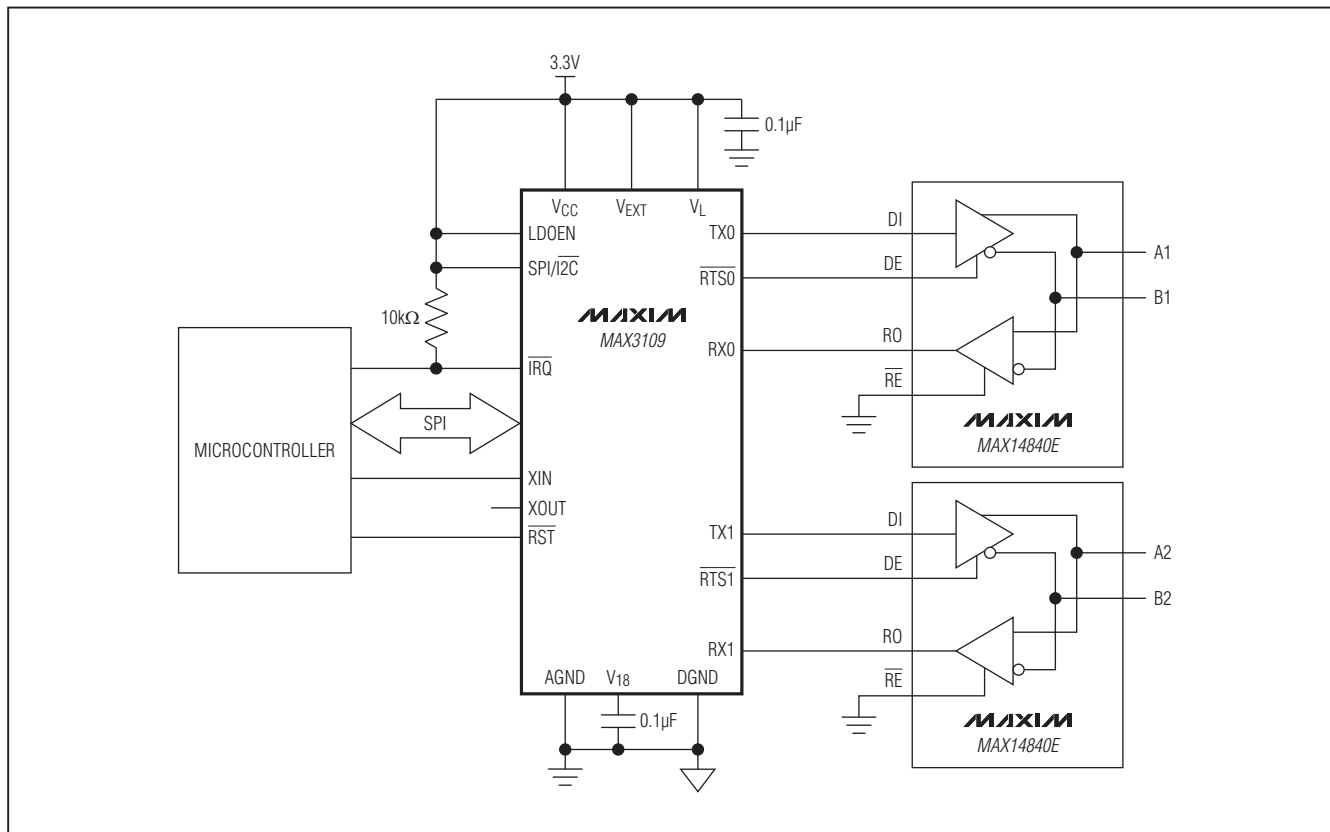 3.3V
0.1µF
VCC
VEXT
VL
LDOEN
SPI/I2C
10kΩ
MAXIM
MAX3109
IRQ
SPI
MICROCONTROLLER
XIN
XOUT
RST
AGND
V18
DGND
0.1µF
TX0
RTS0
RX0
TX1
RTS1
RX1
DI
DE
RO
RE
A1
B1
MAXIM
MAX14840E
DI
DE
RO
RE
A2
B2
MAXIM
MAX14840E